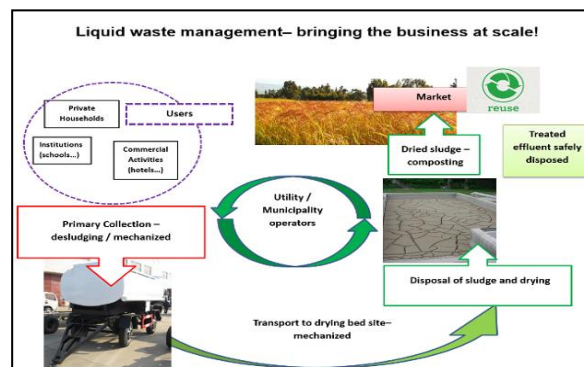 Liquid waste management– bringing the business at scale!
Private
Households
Users
Institutions
(schools...)
Commercial
Activities
(hotels...)
Market
reuse
Dried sludge –
composting
Treated
effluent safely
disposed
Utility /
Municipality
operators
Primary Collection –
desludging / mechanized
Disposal of sludge and drying
Transport to drying bed site–
mechanized